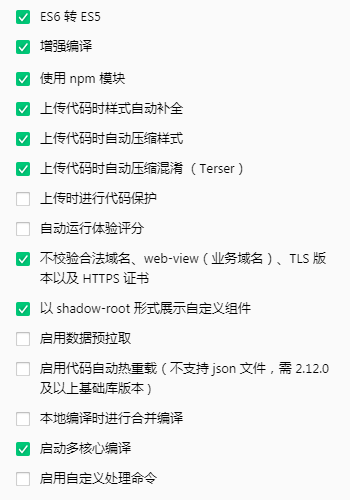 ES6 转 ES5
增强编译
使用 npm 模块
上传代码时样式自动补全
上传代码时自动压缩样式
上传代码时自动压缩混淆（Terser）
上传时进行代码保护
自动运行体验评分
不校验合法域名、web-view（业务域名）、TLS 版
本以及 HTTPS 证书
以 shadow-root 形式展示自定义组件
启用数据预拉取
启用代码自动热重载（不支持 json 文件，需 2.12.0
及以上基础库版本）
本地编译时进行合并编译
启动多核心编译
启用自定义处理命令